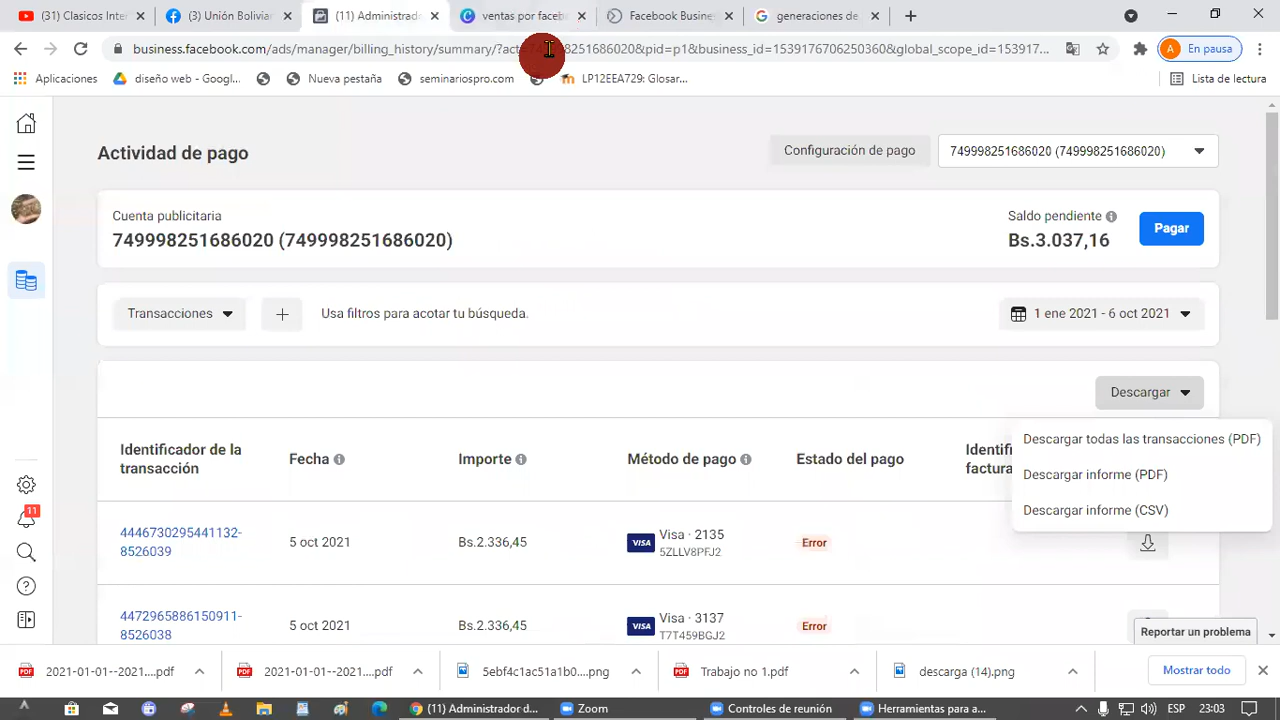 (31) Clasicos Inter
(3) Unión Bolivian
(11) Administrado
ventas por faceb
Facebook Busine
generaciones de
business.facebook.com/ads/manager/billing_history/summary/?act=749998251686020&pid=p1&business_id=1539176706250360&global_scope_id=153917...
A En pausa
Aplicaciones
diseño web - Googl...
Nueva pestaña
seminariospro.com
LP12EEA729: Glosar...
Lista de lectura
Actividad de pago
Configuración de pago
749998251686020 (749998251686020)
Cuenta publicitaria
749998251686020 (749998251686020)
Saldo pendiente
Bs.3.037,16
Pagar
Transacciones
Usa filtros para acotar tu búsqueda.
1 ene 2021 - 6 oct 2021
Descargar
Descargar todas las transacciones (PDF)
Descargar informe (PDF)
Descargar informe (CSV)
Identificador de la
transacción
Fecha
Importe
Método de pago
Estado del pago
Identifi
factura
4446730295441132-
8526039
5 oct 2021
Bs.2.336,45
VISA
Visa · 2135
5ZLLV8PFJ2
Error
4472965886150911-
8526038
5 oct 2021
Bs.2.336,45
VISA
Visa · 3137
T7T459BGJ2
Error
11
Reportar un problema
2021-01-01--2021....pdf
2021-01-01--2021....pdf
5ebf4c1ac51a1b0....png
Trabajo no 1.pdf
descarga (14).png
Mostrar todo
(11) Administrador d...
Zoom
Controles de reunión
Herramientas para a...
ESP
23:03